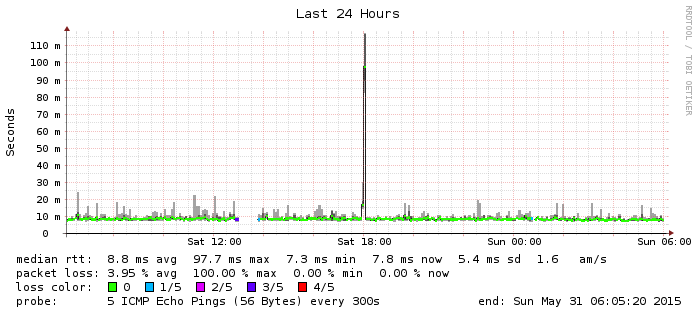 Last 24 Hours
RRDTOOL / TOBI OETIKER
Seconds
110 m
100 m
90 m
80 m
70 m
60 m
50 m
40 m
30 m
20 m
10 m
0
Sat 12:00 Sat 18:00 Sun 00:00 Sun 06:00
median rtt: 8.8 ms avg 97.7 ms max 7.3 ms min 7.8 ms now 5.4 ms sd 1.6 am/s
packet loss: 3.95 % avg 100.00 % max 0.00 % min 0.00 % now
loss color: 0 1/5 2/5 3/5 4/5
probe: 5 ICMP Echo Pings (56 Bytes) every 300s end: Sun May 31 06:05:20 2015